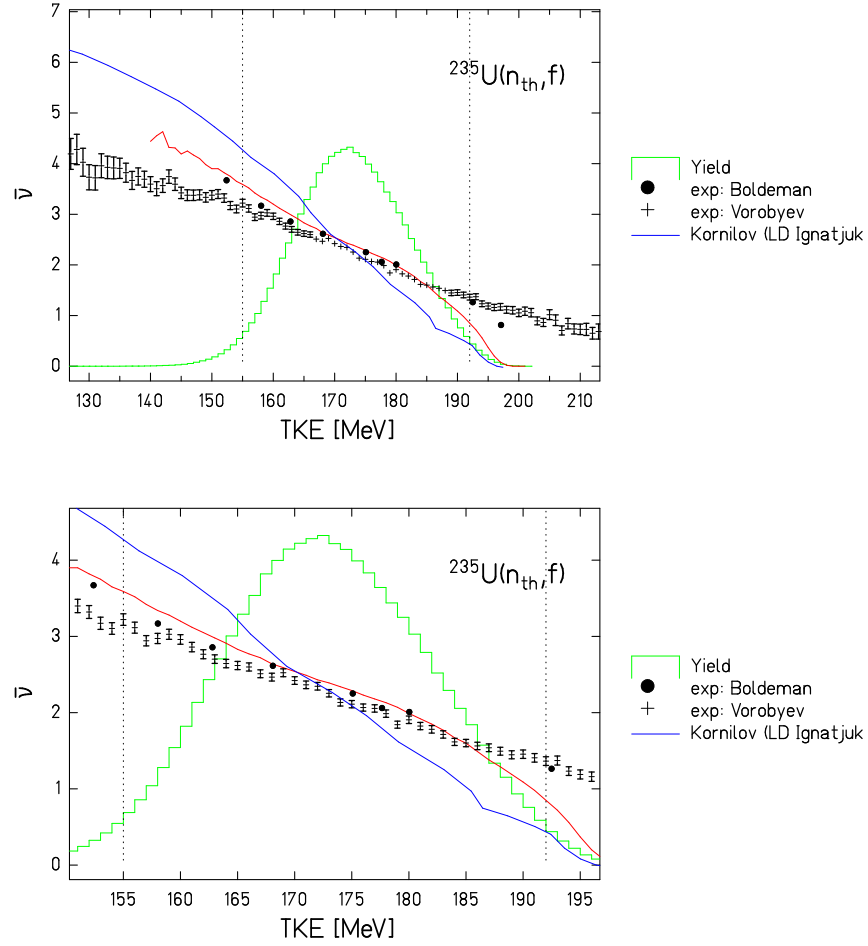 7
6
5
4
3
2
1
0
ν̅
²³⁵U(nₜₕ,f)
130 140 150 160 170 180 190 200 210
TKE [MeV]
Yield
exp: Boldeman
exp: Vorobyev
Kornilov (LD Ignatjuk
4
3
2
1
0
ν̅
²³⁵U(nₜₕ,f)
155 160 165 170 175 180 185 190 195
TKE [MeV]
Yield
exp: Boldeman
exp: Vorobyev
Kornilov (LD Ignatjuk